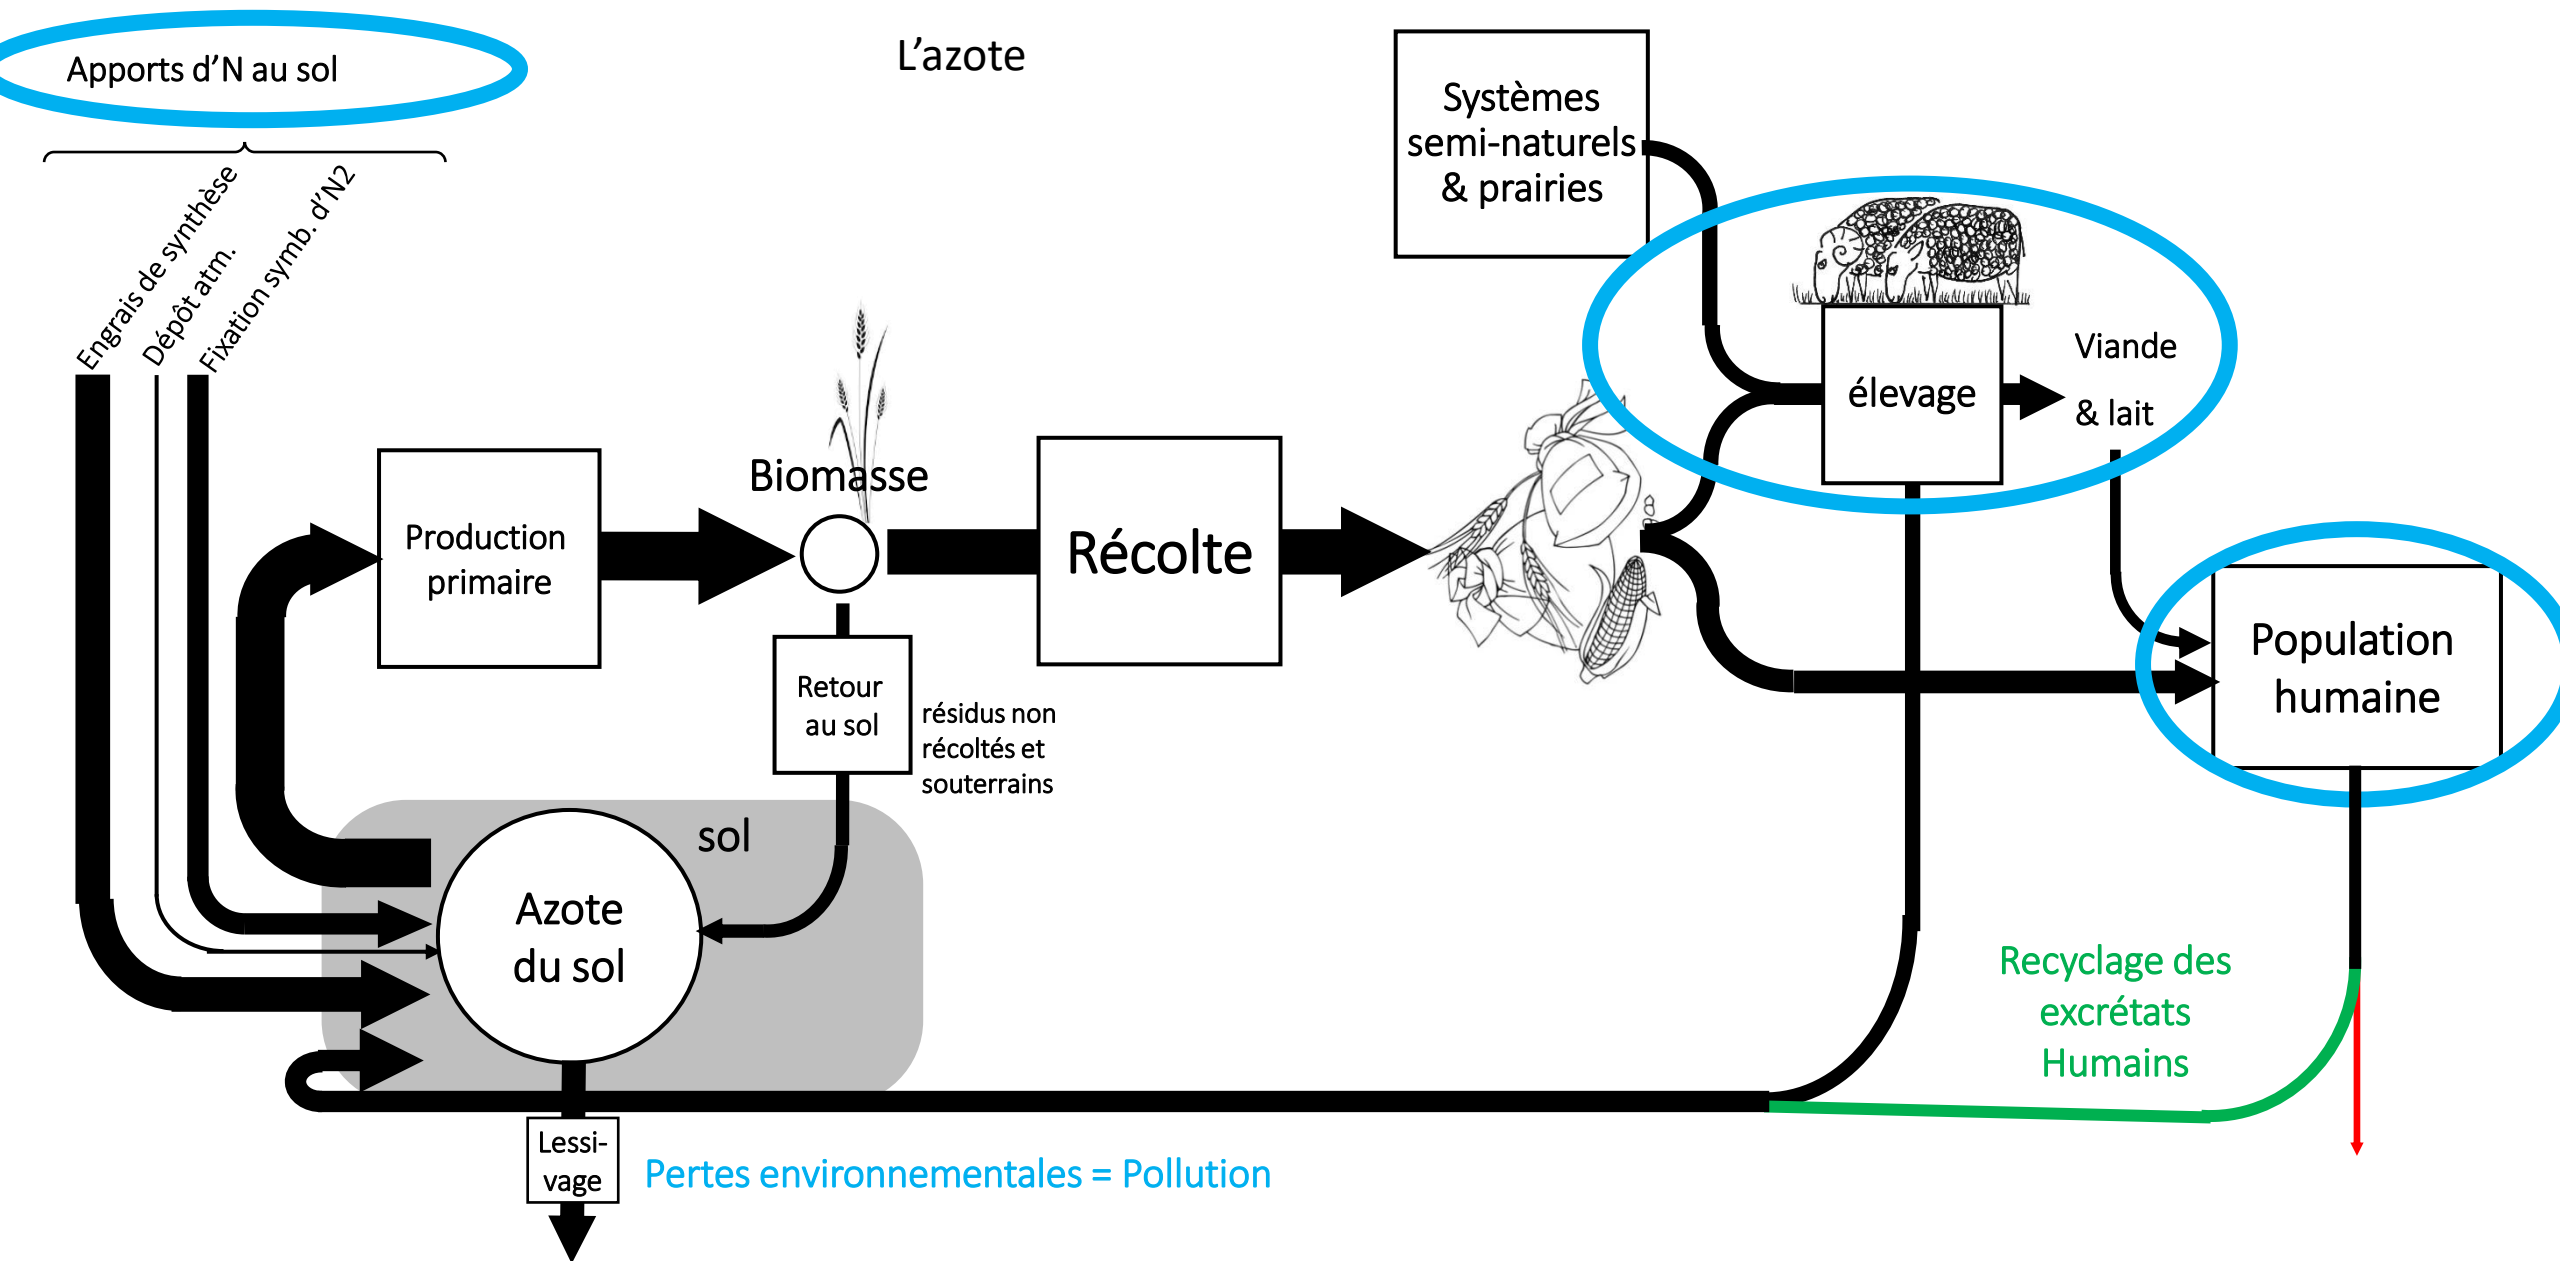 L’azote
Apports d’N au sol
Engrais de synthèse
Dépôt atm.
Fixation symb. d’N2
Systèmes
semi-naturels
& prairies
élevage
Viande
& lait
Biomasse
Production
primaire
Récolte
Retour
au sol
résidus non
récoltés et
souterrains
Population
humaine
sol
Azote
du sol
Recyclage des
excrétats
Humains
Lessi-
vage
Pertes environnementales = Pollution